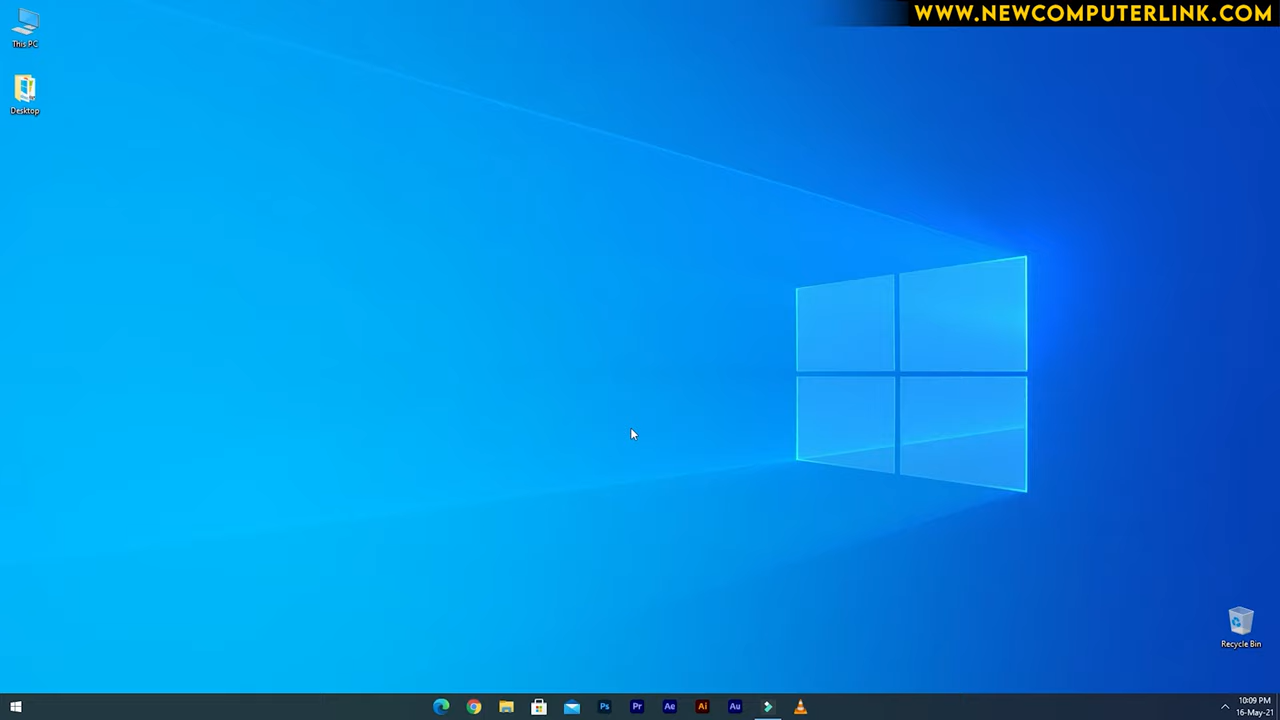 WWW.NEWCOMPUTERLINK.COM
This PC
Desktop
Recycle Bin
Ps Pr Ae Ai Au
10:09 PM
16-May-21